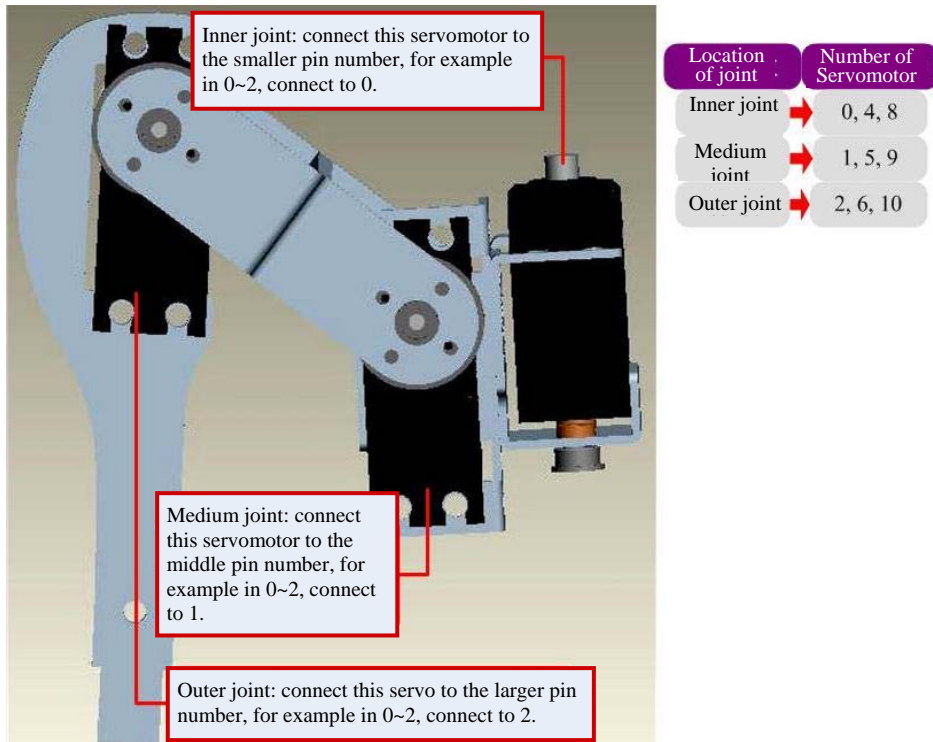 Inner joint: connect this servomotor to
the smaller pin number, for example
in 0~2, connect to 0.
Location
of joint
Number of
Servomotor
Inner joint
0, 4, 8
Medium
joint
1, 5, 9
Outer joint
2, 6, 10
Medium joint: connect
this servomotor to the
middle pin number, for
example in 0~2, connect
to 1.
Outer joint: connect this servo to the larger pin
number, for example in 0~2, connect to 2.